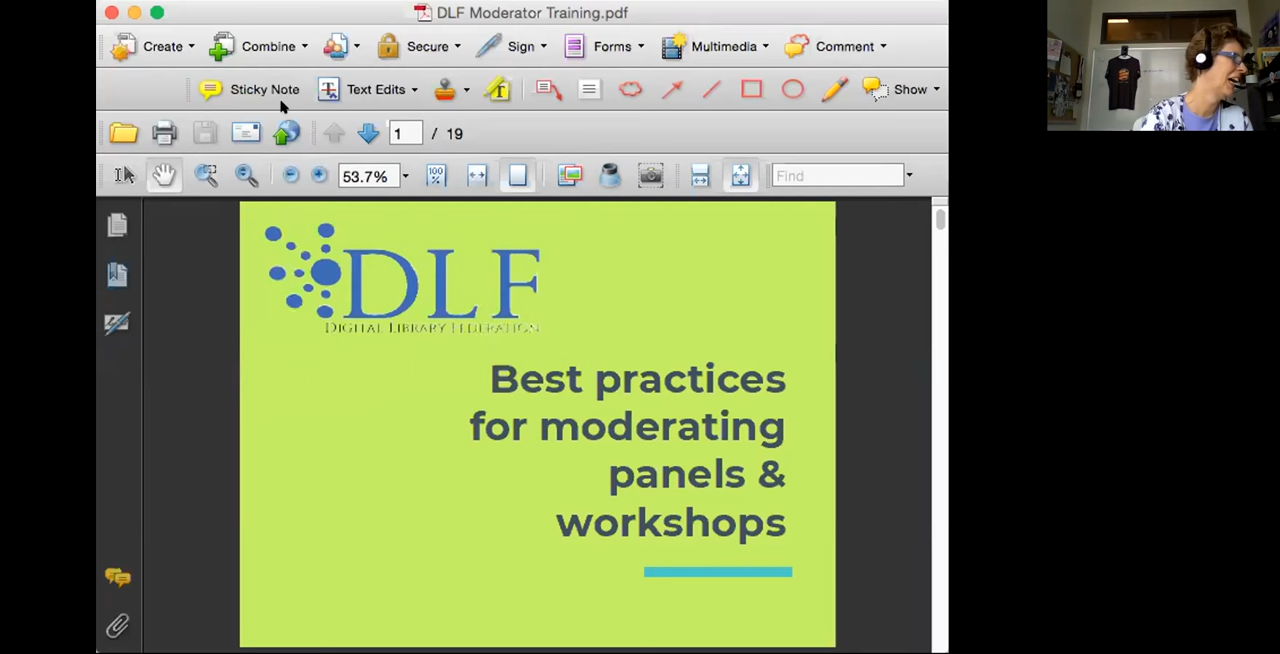 DLF Moderator Training.pdf
Create Combine Secure Sign Forms Multimedia Comment
Sticky Note Text Edits Show
1 / 19
53.7% 100 Find
DLF
DIGITAL LIBRARY FEDERATION
Best practices
for moderating
panels &
workshops